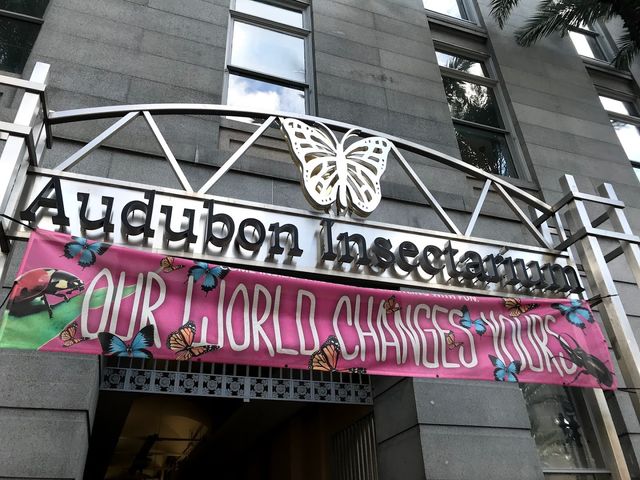 Audubon Insectarium
OUR WORLD CHANGES YOURS